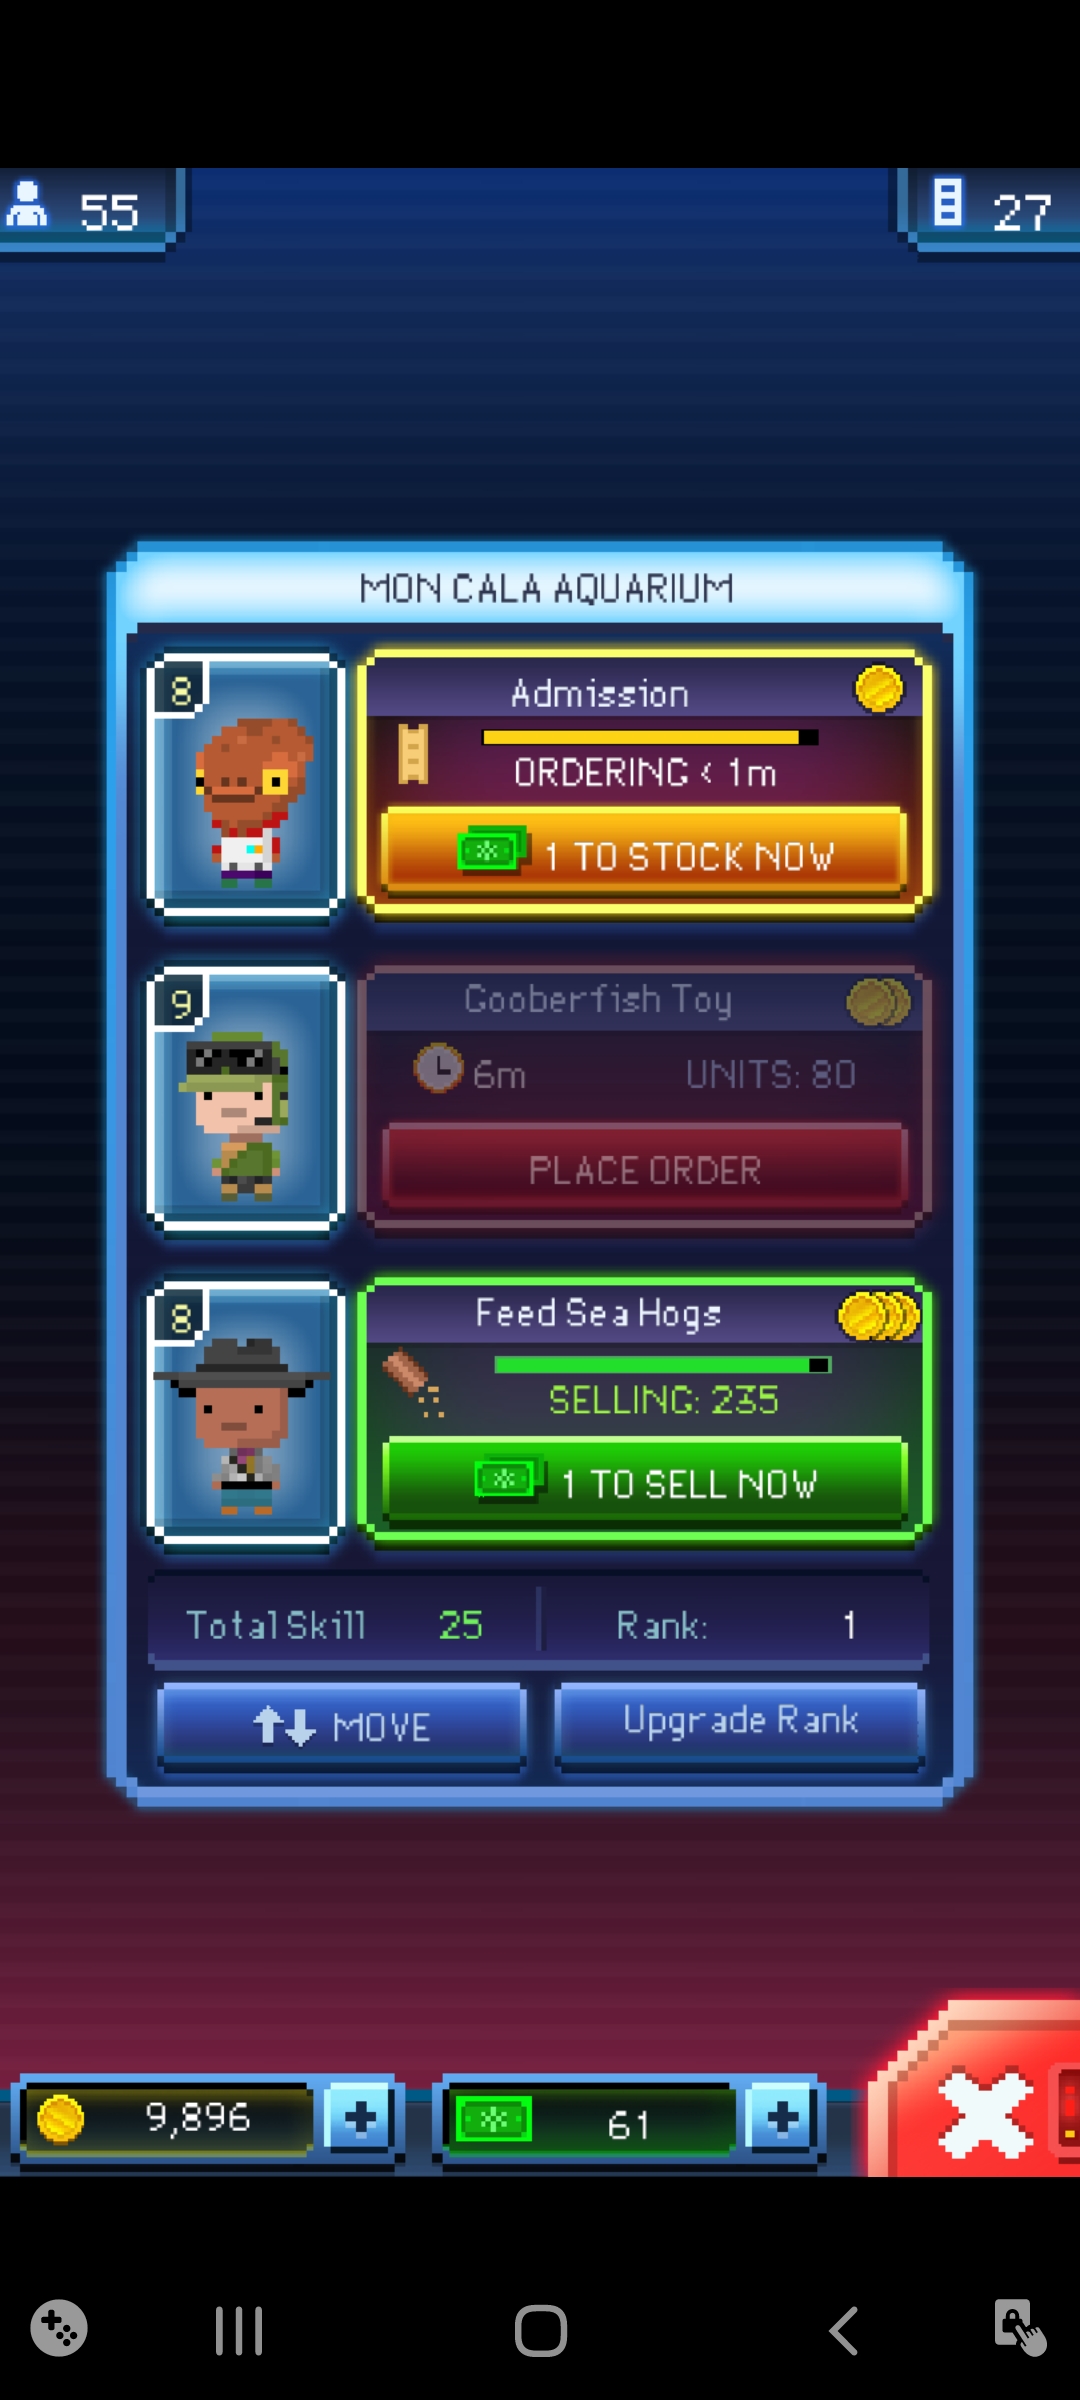 55
27
MON CALA AQUARIUM
8
Admission
ORDERING < 1m
1 TO STOCK NOW
9
Gooberfish Toy
6m UNITS: 80
PLACE ORDER
8
Feed Sea Hogs
SELLING: 235
1 TO SELL NOW
Total Skill 25 Rank: 1
MOVE Upgrade Rank
9,896 61